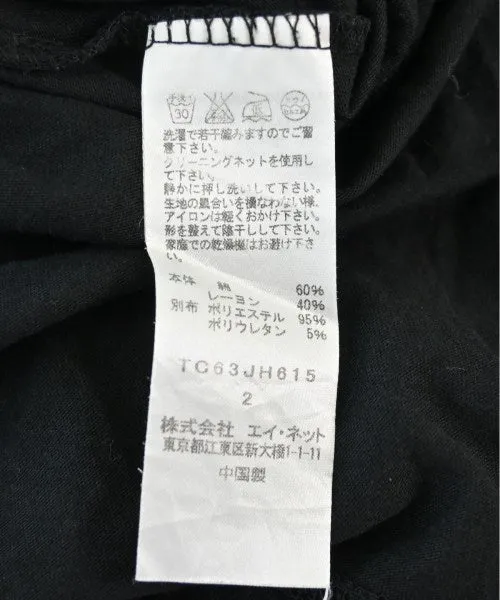 手洗イ 30
ドライ
洗濯で若干縮みますのでご留
意下さい。
クリーニングネットを使用し
て下さい。
静かに押し洗いして下さい。
生地の風合いを損なわない様、
アイロンは軽くおかけ下さい。
形を整えて陰干しして下さい。
家庭での乾燥機はお避け下さ
い。
本体 綿 60%
レーヨン 40%
別布 ポリエステル 95%
ポリウレタン 5%
TC63JH615
2
株式会社 エイ・ネット
東京都江東区新大橋1-1-11
中国製